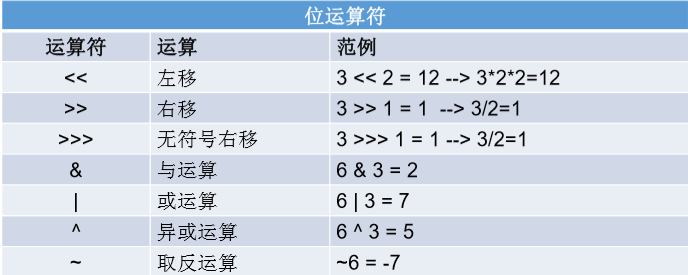 位运算符
运算符 运算 范例
<< 左移 3 << 2 = 12 --> 3*2*2=12
>> 右移 3 >> 1 = 1 --> 3/2=1
>>> 无符号右移 3 >>> 1 = 1 --> 3/2=1
& 与运算 6 & 3 = 2
| 或运算 6 | 3 = 7
^ 异或运算 6 ^ 3 = 5
~ 取反运算 ~6 = -7